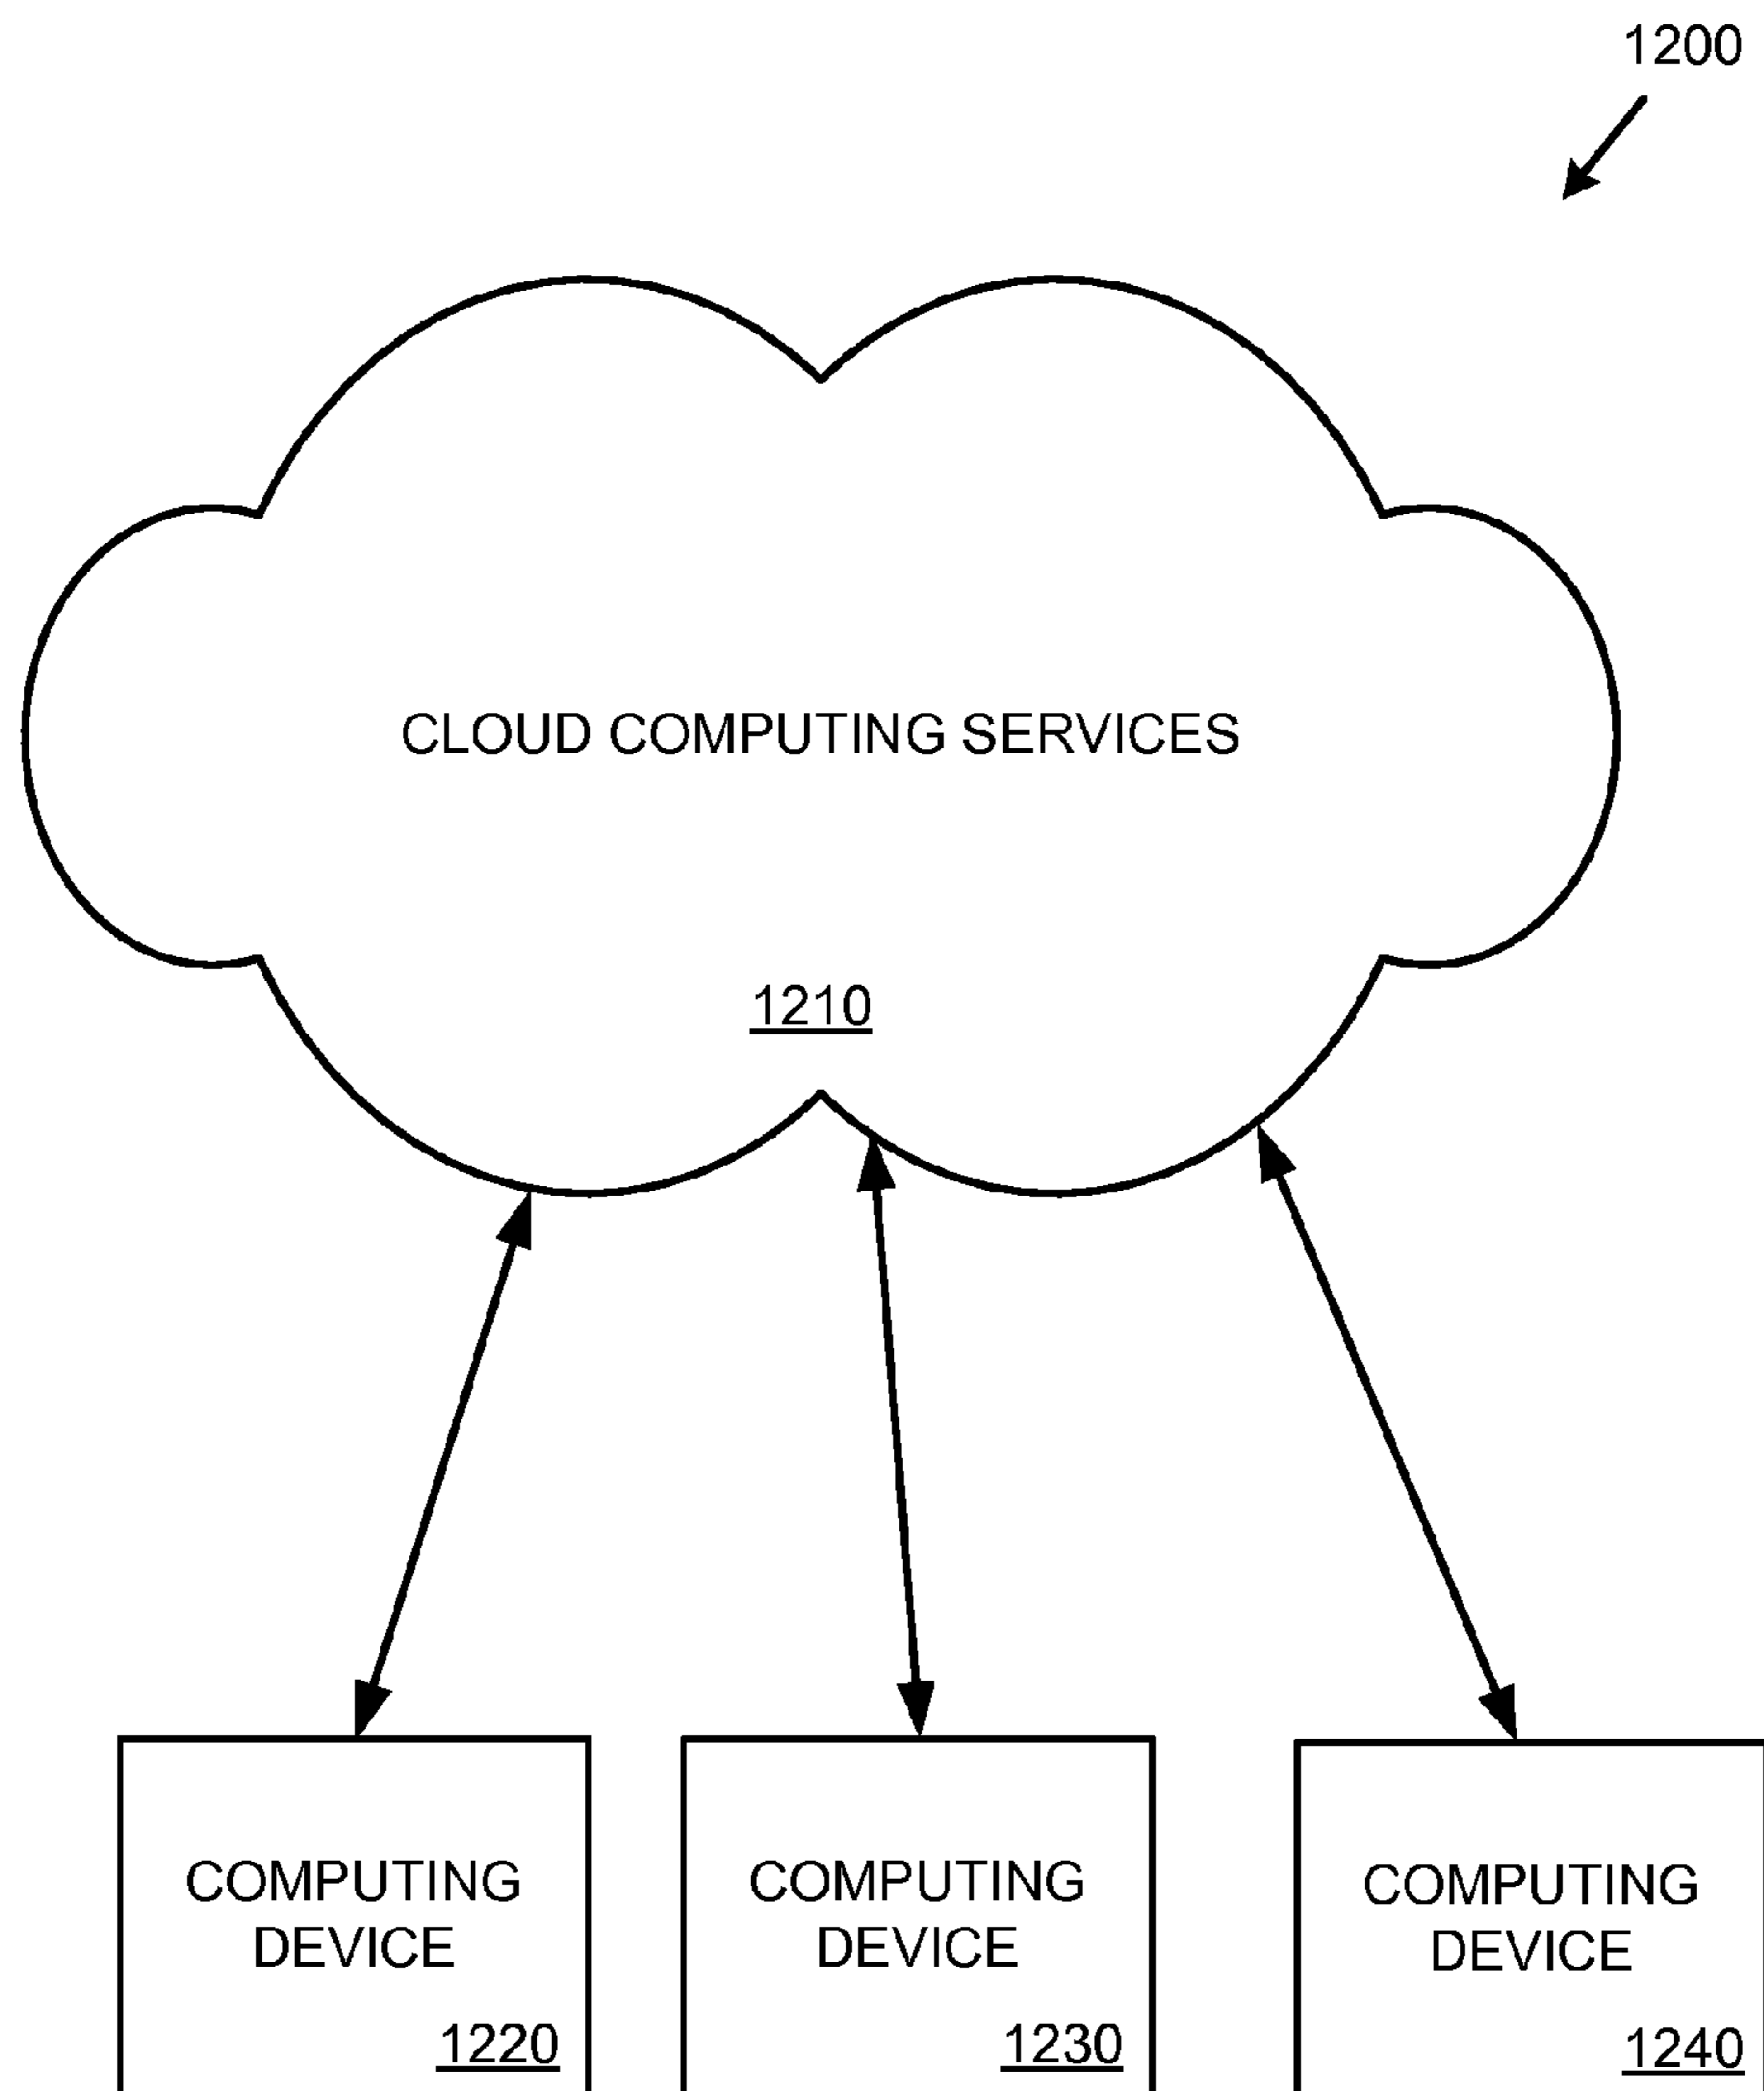 1200
CLOUD COMPUTING SERVICES
1210
COMPUTING
DEVICE
1220
COMPUTING
DEVICE
1230
COMPUTING
DEVICE
1240